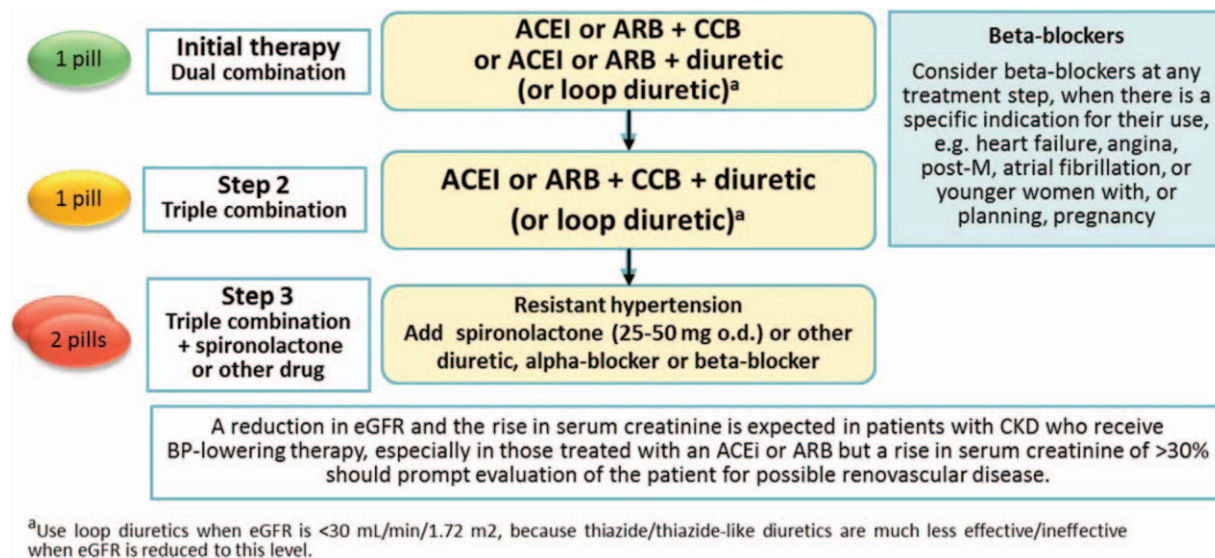 1 pill
Initial therapy
Dual combination
ACEI or ARB + CCB
or ACEI or ARB + diuretic
(or loop diuretic)a
Beta-blockers
Consider beta-blockers at any
treatment step, when there is a
specific indication for their use,
e.g. heart failure, angina,
post-M, atrial fibrillation, or
younger women with, or
planning, pregnancy
1 pill
Step 2
Triple combination
ACEI or ARB + CCB + diuretic
(or loop diuretic)a
2 pills
Step 3
Triple combination
+ spironolactone
or other drug
Resistant hypertension
Add spironolactone (25-50 mg o.d.) or other
diuretic, alpha-blocker or beta-blocker
A reduction in eGFR and the rise in serum creatinine is expected in patients with CKD who receive
BP-lowering therapy, especially in those treated with an ACEi or ARB but a rise in serum creatinine of >30%
should prompt evaluation of the patient for possible renovascular disease.
aUse loop diuretics when eGFR is <30 mL/min/1.72 m2, because thiazide/thiazide-like diuretics are much less effective/ineffective
when eGFR is reduced to this level.